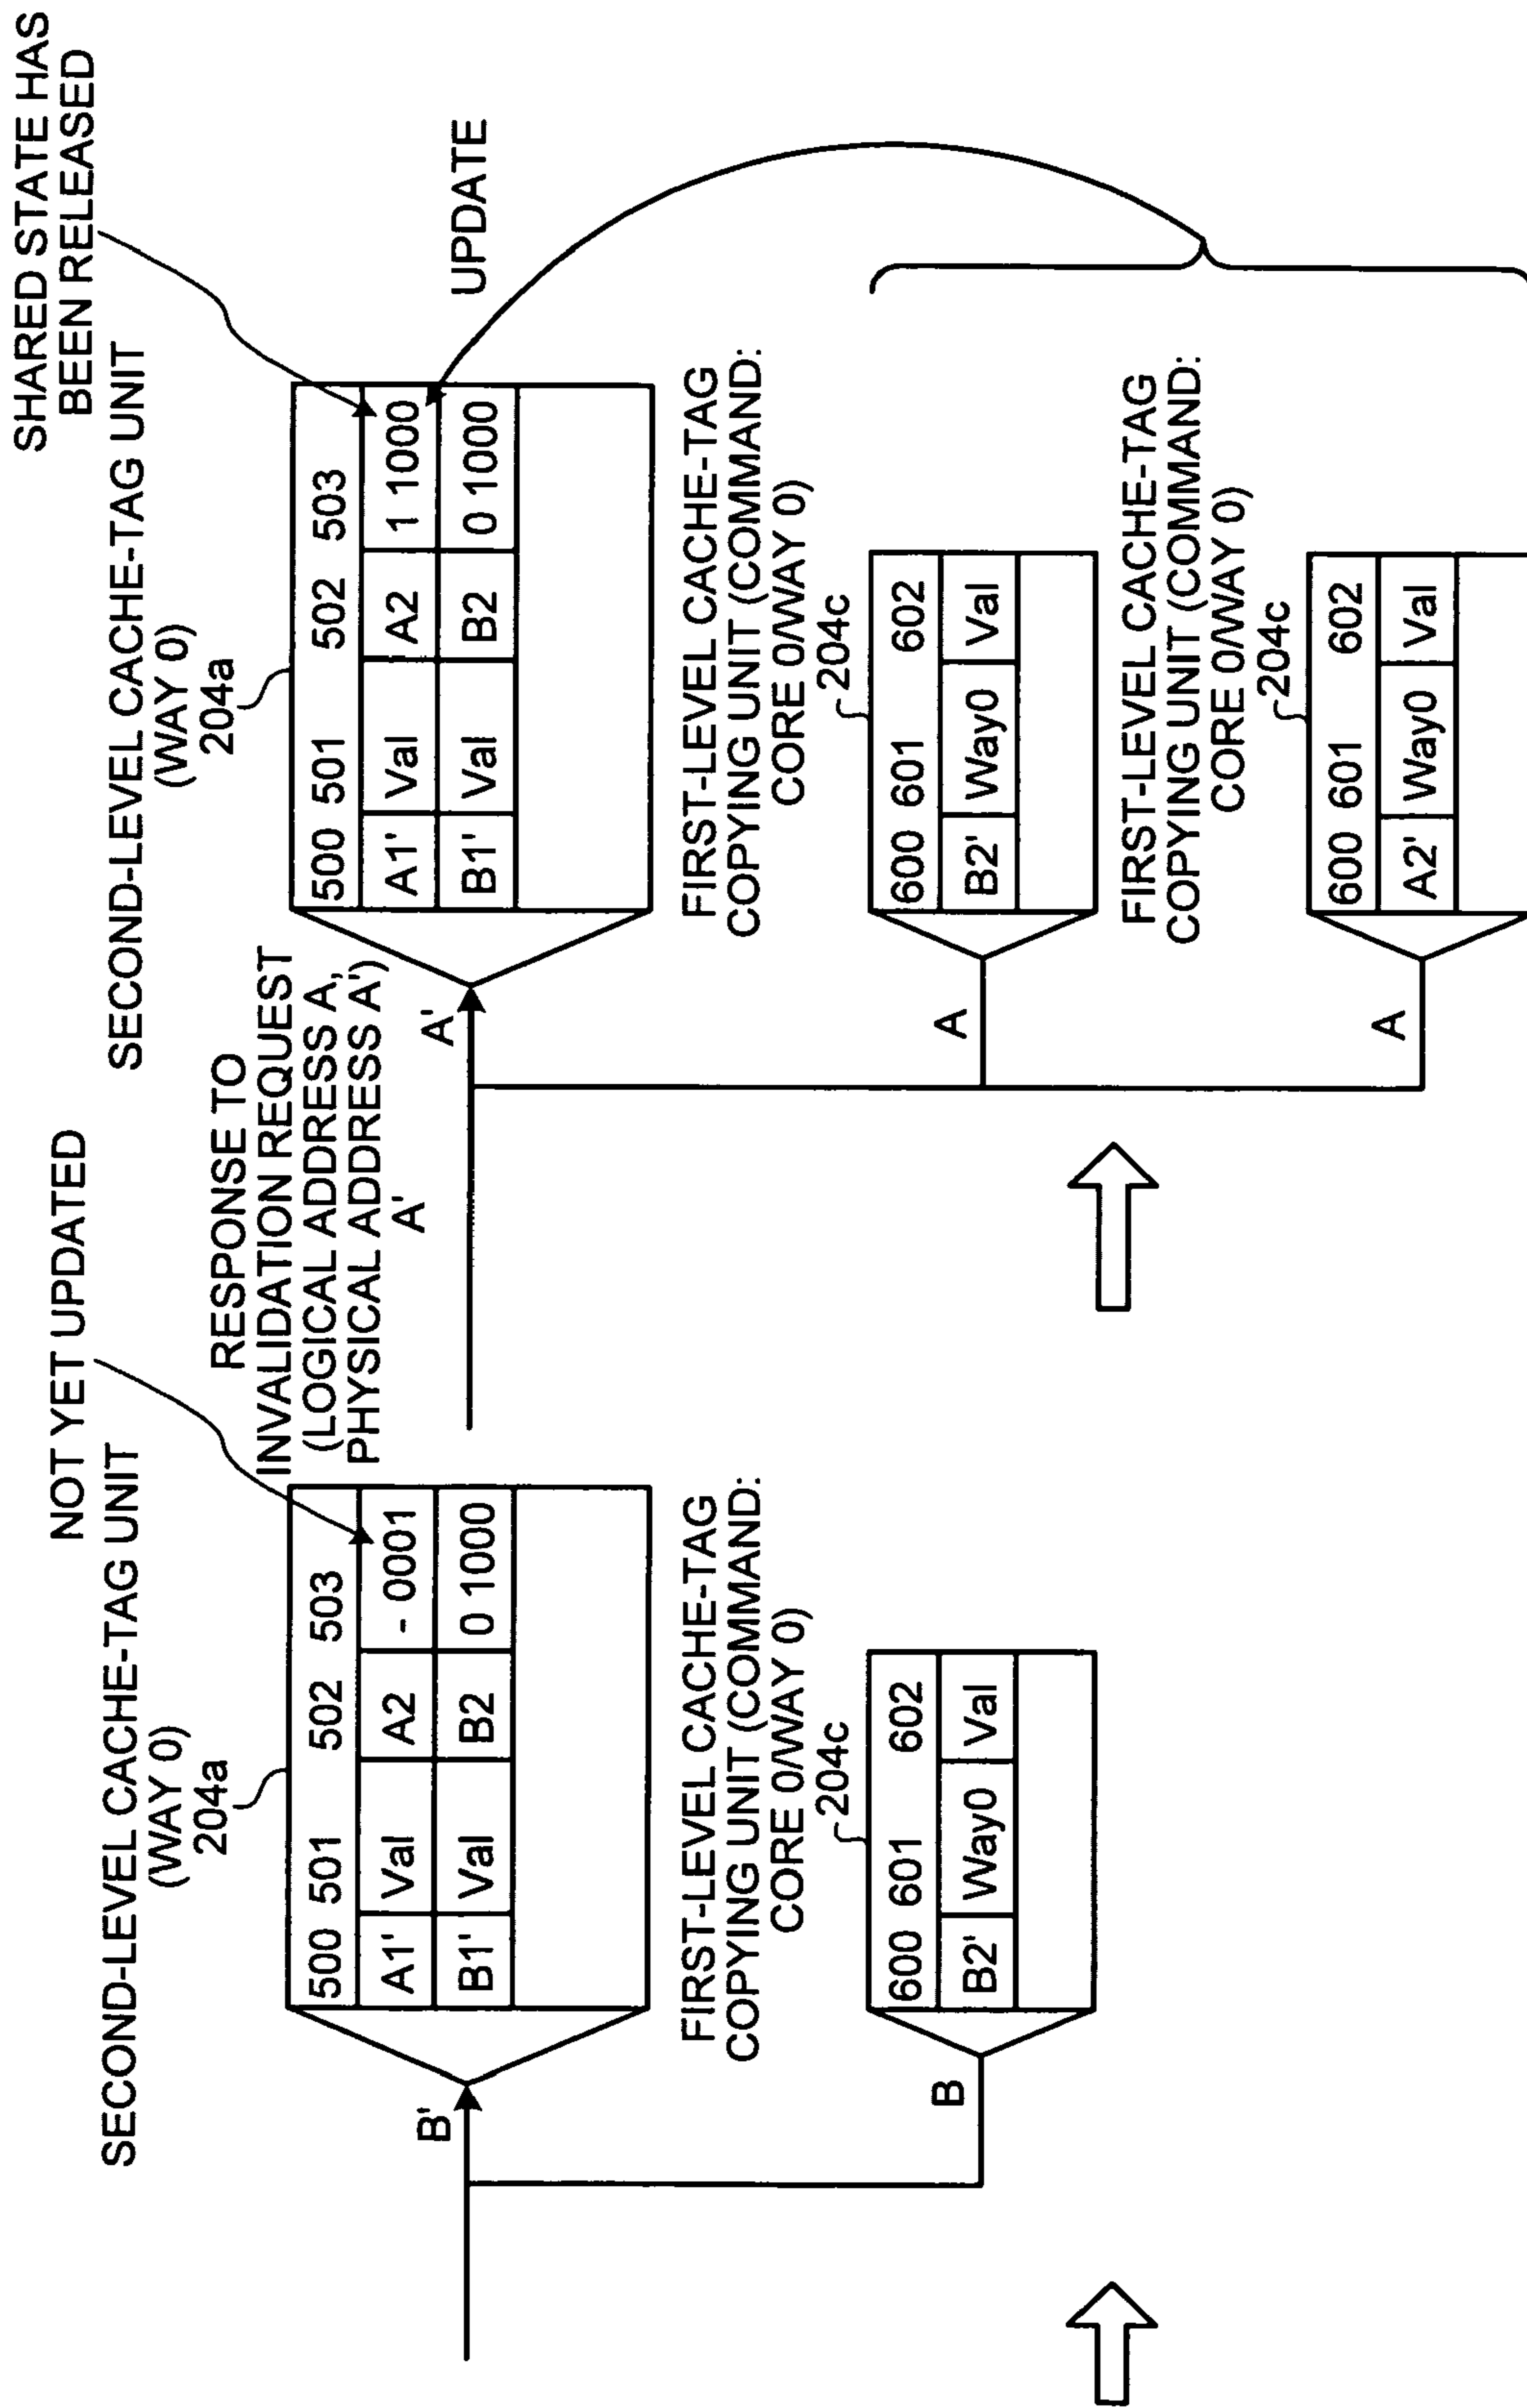 NOT YET UPDATED
SECOND-LEVEL CACHE-TAG UNIT
(WAY 0)
204a
500 501 502 503
A1' Val A2 - 0001
B1' Val B2 0 1000
B'
FIRST-LEVEL CACHE-TAG
COPYING UNIT (COMMAND:
CORE 0/WAY 0)
204c
600 601 602
B2' Way0 Val
B
RESPONSE TO
INVALIDATION REQUEST
(LOGICAL ADDRESS A,
PHYSICAL ADDRESS A')
A'
A'
SHARED STATE HAS
BEEN RELEASED
SECOND-LEVEL CACHE-TAG UNIT
(WAY 0)
204a
500 501 502 503
A1' Val A2 1 1000
B1' Val B2 0 1000
UPDATE
FIRST-LEVEL CACHE-TAG
COPYING UNIT (COMMAND:
CORE 0/WAY 0)
204c
600 601 602
B2' Way0 Val
A
FIRST-LEVEL CACHE-TAG
COPYING UNIT (COMMAND:
CORE 0/WAY 0)
204c
600 601 602
A2' Way0 Val
A